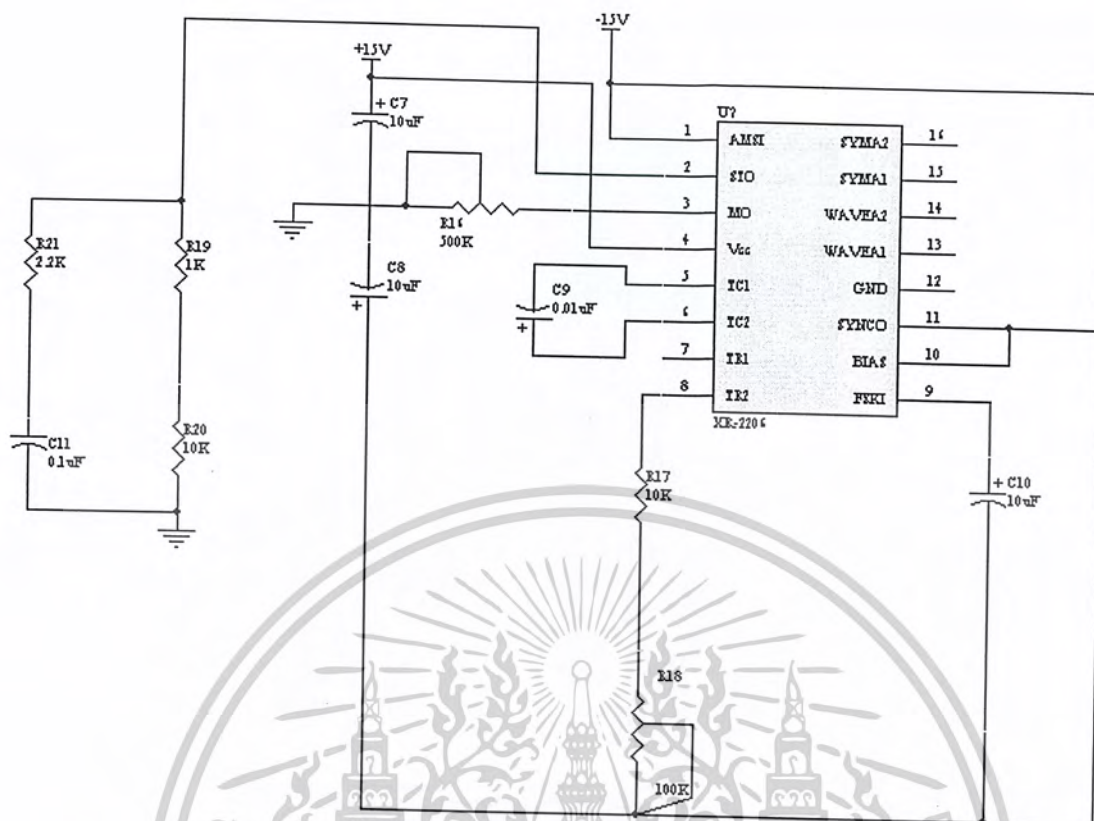 -15V
+15V
+ C7
10uF
U?
1 AMSI SYMA2 16
2 SIO SYMA1 15
3 MO WAVEA2 14
4 Vcc WAVEA1 13
5 TC1 GND 12
6 TC2 SYNCO 11
7 TR1 BIAS 10
8 TR2 FSKI 9
XR-2206
R16
500K
R21
2.2K
R19
1K
C8
10uF
+
C9
0.01uF
+
C11
0.1uF
R20
10K
R17
10K
+ C10
10uF
R18
100K